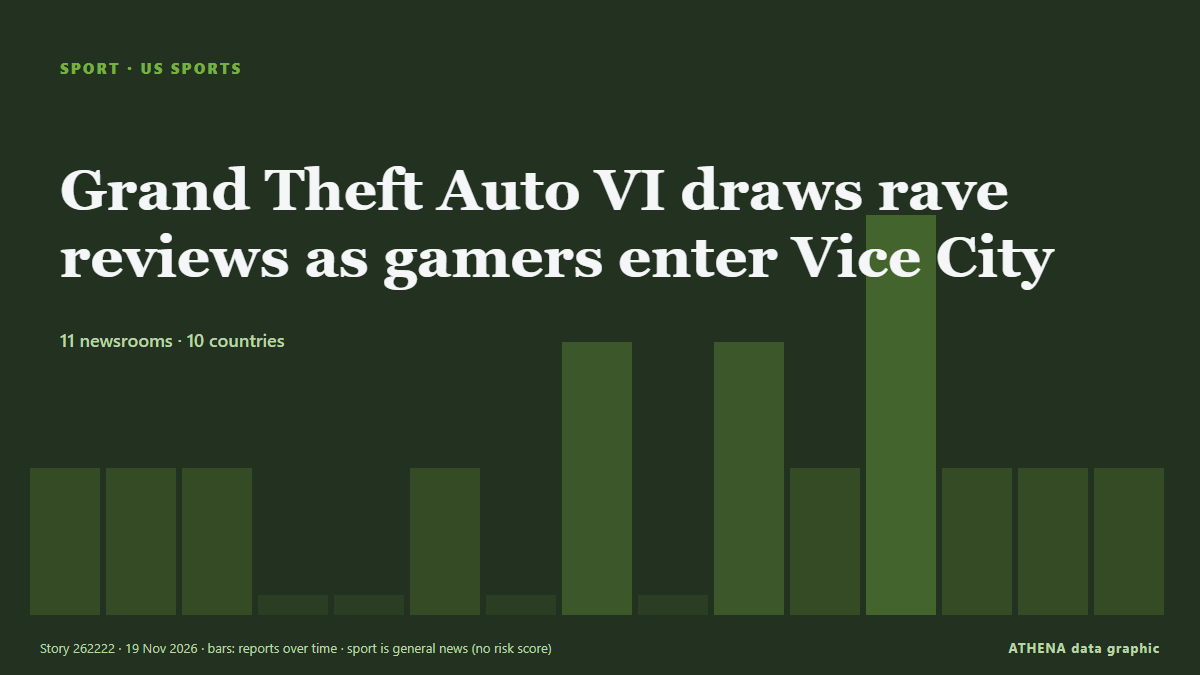 SPORT · US SPORTS
Grand Theft Auto VI draws rave
reviews as gamers enter Vice City
11 newsrooms · 10 countries
Story 262222 · 19 Nov 2026 · bars: reports over time · sport is general news (no risk score)
ATHENA data graphic